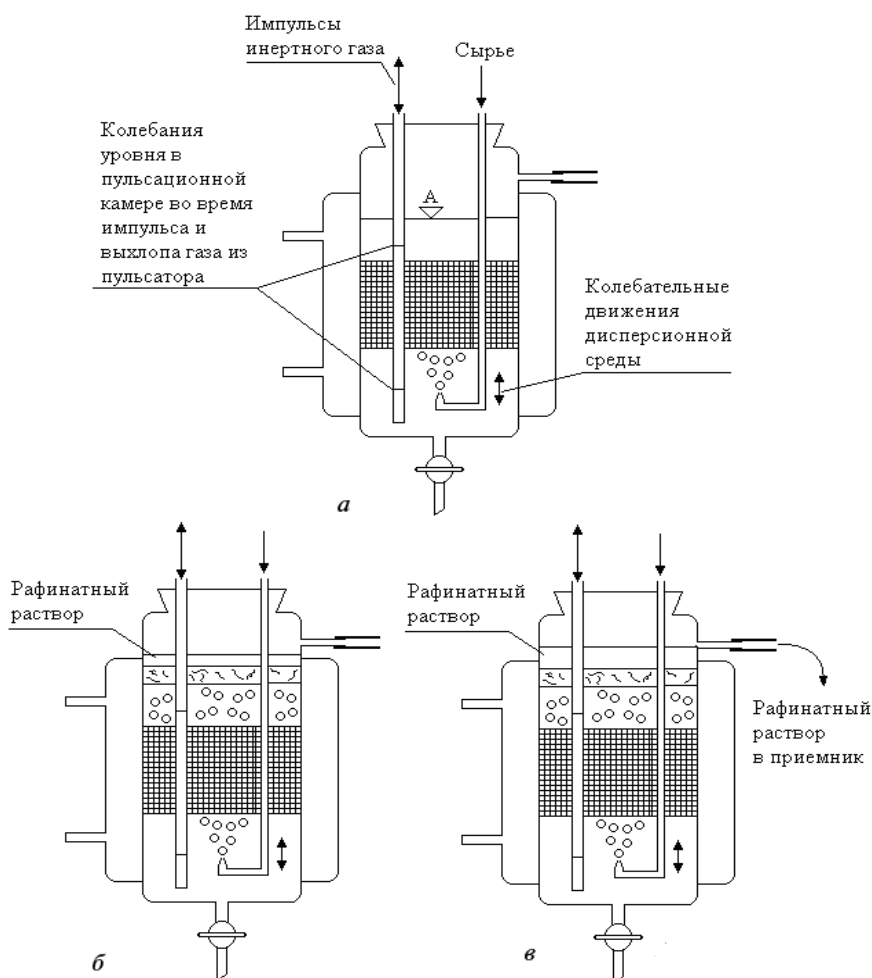 Импульсы
инертного газа
Сырье
Колебания
уровня в
пульсационной
камере во время
импульса и
выхлопа газа из
пульсатора
А
Колебательные
движения
дисперсионной
среды
а
Рафинатный
раствор
б
Рафинатный
раствор
Рафинатный
раствор
в приемник
в